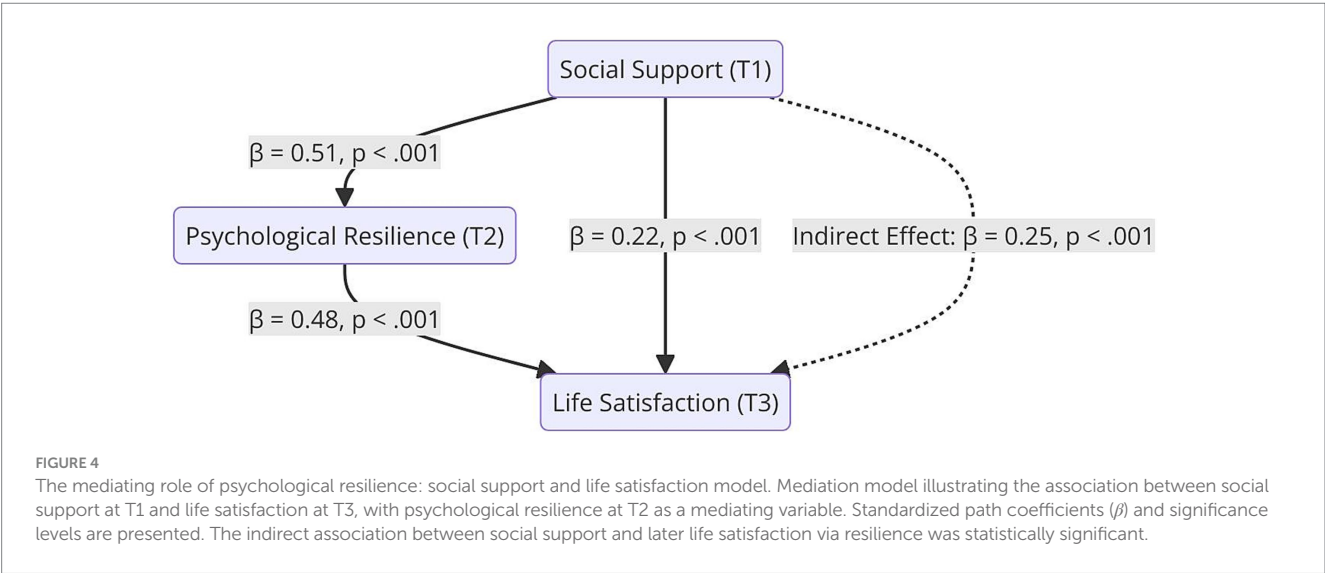 Social Support (T1)
β = 0.51, p < .001
Psychological Resilience (T2)
β = 0.22, p < .001
Indirect Effect: β = 0.25, p < .001
β = 0.48, p < .001
Life Satisfaction (T3)
FIGURE 4
The mediating role of psychological resilience: social support and life satisfaction model. Mediation model illustrating the association between social
support at T1 and life satisfaction at T3, with psychological resilience at T2 as a mediating variable. Standardized path coefficients (β) and significance
levels are presented. The indirect association between social support and later life satisfaction via resilience was statistically significant.